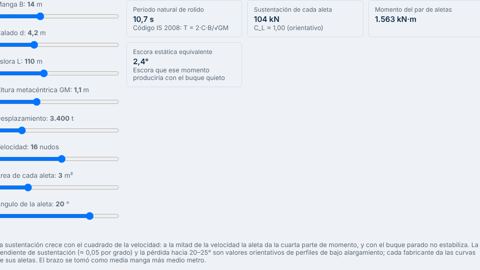 Manga B: 14 m
Calado d: 4,2 m
Eslora L: 110 m
Altura metacéntrica GM: 1,1 m
Desplazamiento: 3.400 t
Velocidad: 16 nudos
Área de cada aleta: 3 m²
Ángulo de la aleta: 20 °
Periodo natural de rolido
10,7 s
Código IS 2008: T = 2·C·B/√GM
Sustentación de cada aleta
104 kN
C_L = 1,00 (orientativo)
Momento del par de aletas
1.563 kN·m
Escora estática equivalente
2,4°
Escora que ese momento
produciría con el buque quieto
La sustentación crece con el cuadrado de la velocidad: a la mitad de la velocidad la aleta da la cuarta parte de momento, y con el buque parado no estabiliza. La
pendiente de sustentación (≈ 0,05 por grado) y la pérdida hacia 20–25° son valores orientativos de perfiles de bajo alargamiento; cada fabricante da las curvas
de sus aletas. El brazo se tomó como media manga más medio metro.